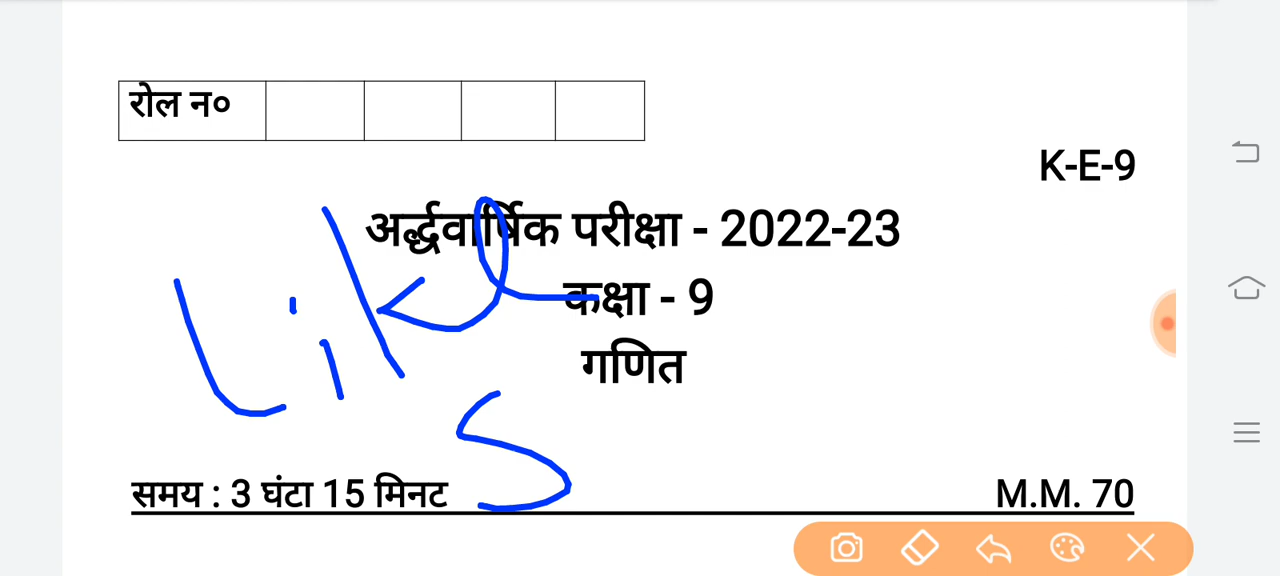 रोल न०
K-E-9
अर्द्धवार्षिक परीक्षा - 2022-23
कक्षा - 9
गणित
Like
S
समय : 3 घंटा 15 मिनट
M.M. 70